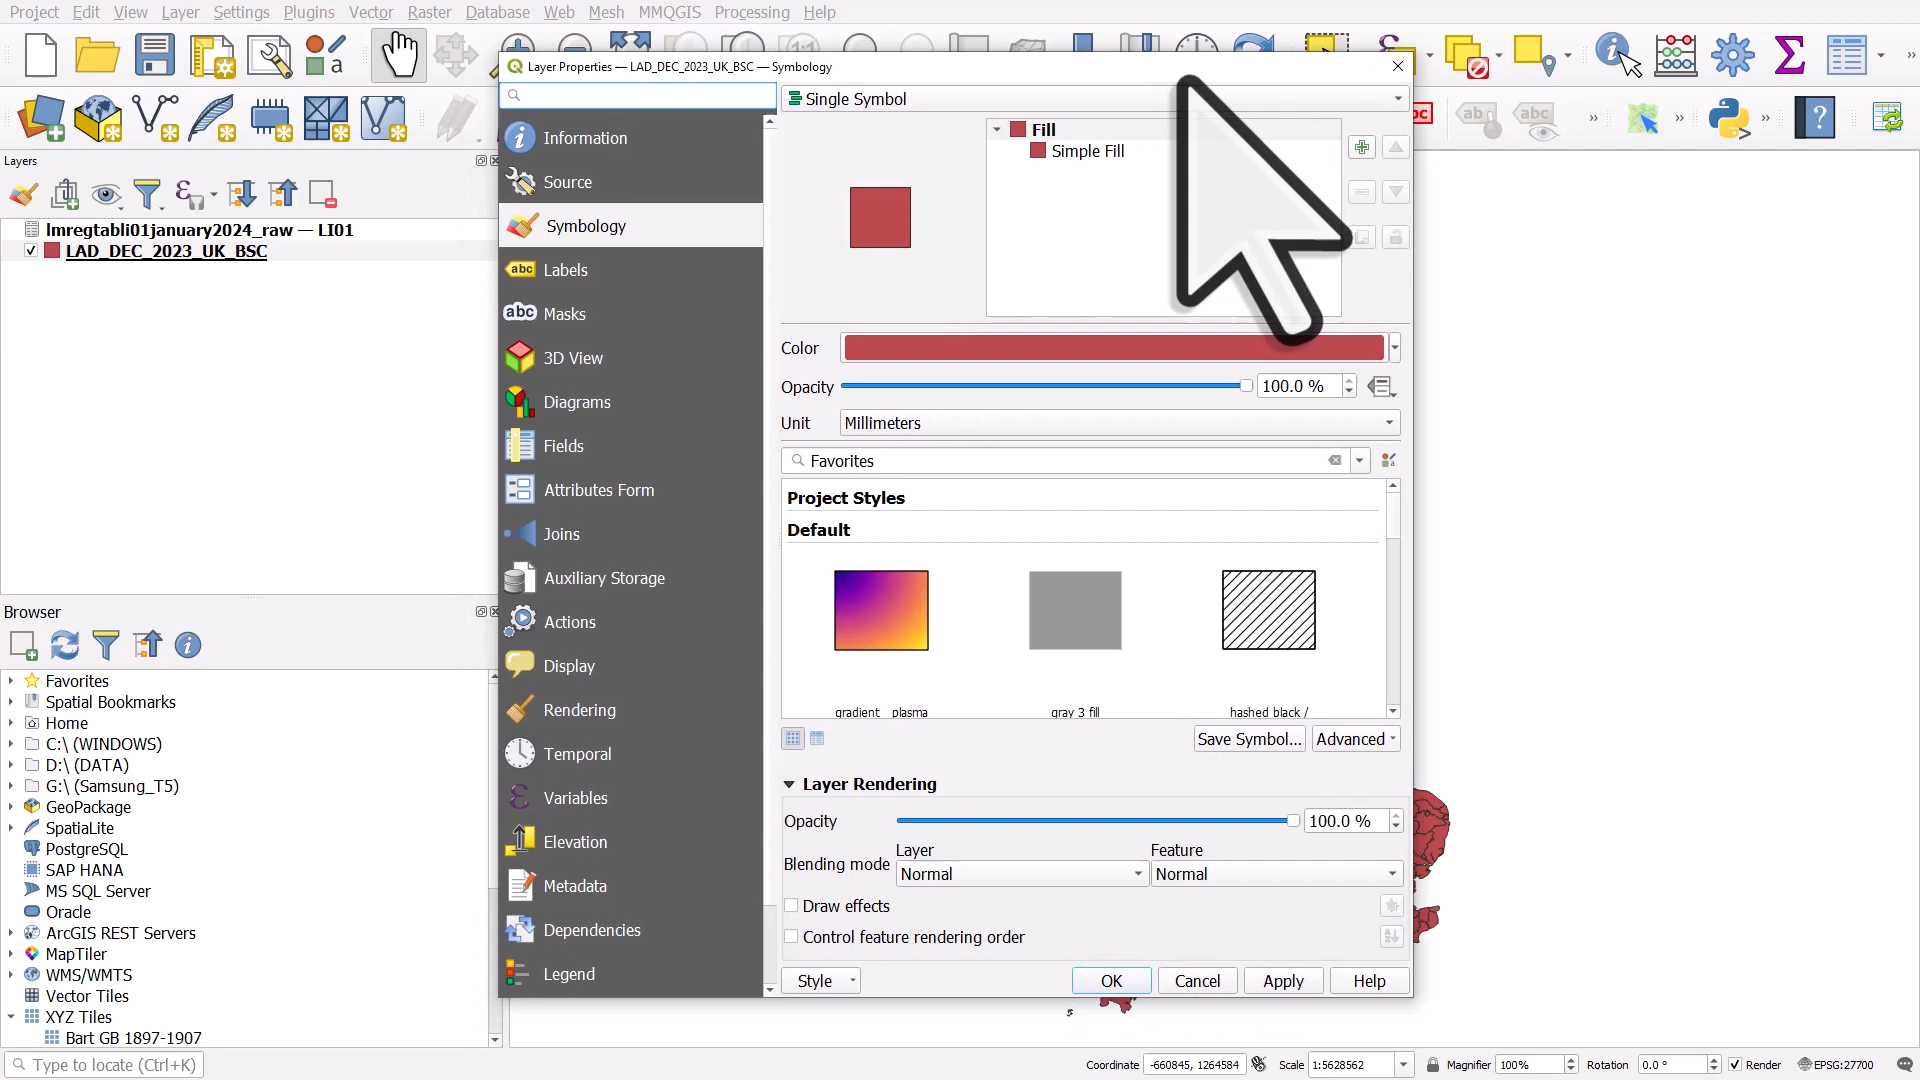 Project Edit View Layer Settings Plugins Vector Raster Database Web Mesh MMQGIS Processing Help
Layer Properties — LAD_DEC_2023_UK_BSC — Symbology
Layers
lmregtabli01january2024_raw — LI01
LAD_DEC_2023_UK_BSC
Information
Source
Symbology
Labels
Masks
3D View
Diagrams
Fields
Attributes Form
Joins
Auxiliary Storage
Actions
Display
Rendering
Temporal
Variables
Elevation
Metadata
Dependencies
Legend
Single Symbol
Fill
Simple Fill
Color
Opacity 100.0 %
Unit Millimeters
Favorites
Project Styles
Default
gradient plasma
gray 3 fill
hashed black /
Save Symbol... Advanced
Layer Rendering
Opacity 100.0 %
Layer Feature
Blending mode Normal Normal
Draw effects
Control feature rendering order
Style OK Cancel Apply Help
Browser
Favorites
Spatial Bookmarks
Home
C:\ (WINDOWS)
D:\ (DATA)
G:\ (Samsung_T5)
GeoPackage
SpatiaLite
PostgreSQL
SAP HANA
MS SQL Server
Oracle
ArcGIS REST Servers
MapTiler
WMS/WMTS
Vector Tiles
XYZ Tiles
Bart GB 1897-1907
Type to locate (Ctrl+K) Coordinate -660845, 1264584 Scale 1:5628562 Magnifier 100% Rotation 0.0 ° Render EPSG:27700